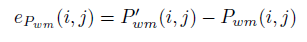 e_{P_{wm}}(i, j) = P'_{wm}(i, j) − P_{wm}(i, j)